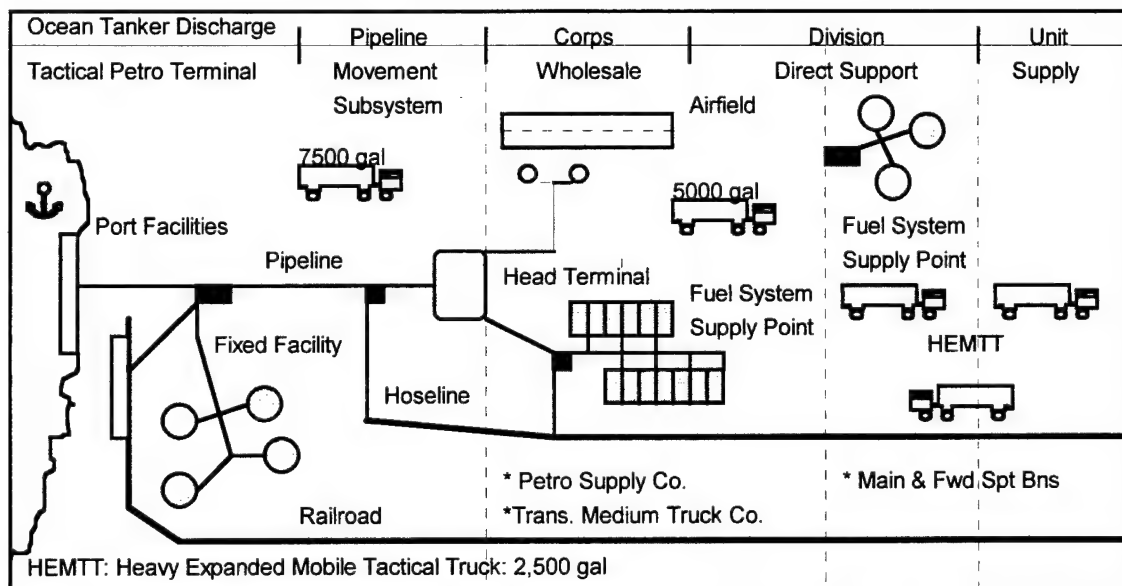 Ocean Tanker Discharge
Pipeline
Corps
Division
Unit
Tactical Petro Terminal
Movement
Wholesale
Direct Support
Supply
Subsystem
Airfield
7500 gal
5000 gal
Port Facilities
Fuel System
Supply Point
Pipeline
Head Terminal
Fuel System
Supply Point
Fixed Facility
HEMTT
Hoseline
* Petro Supply Co.
* Main & Fwd Spt Bns
*Trans. Medium Truck Co.
Railroad
HEMTT: Heavy Expanded Mobile Tactical Truck: 2,500 gal